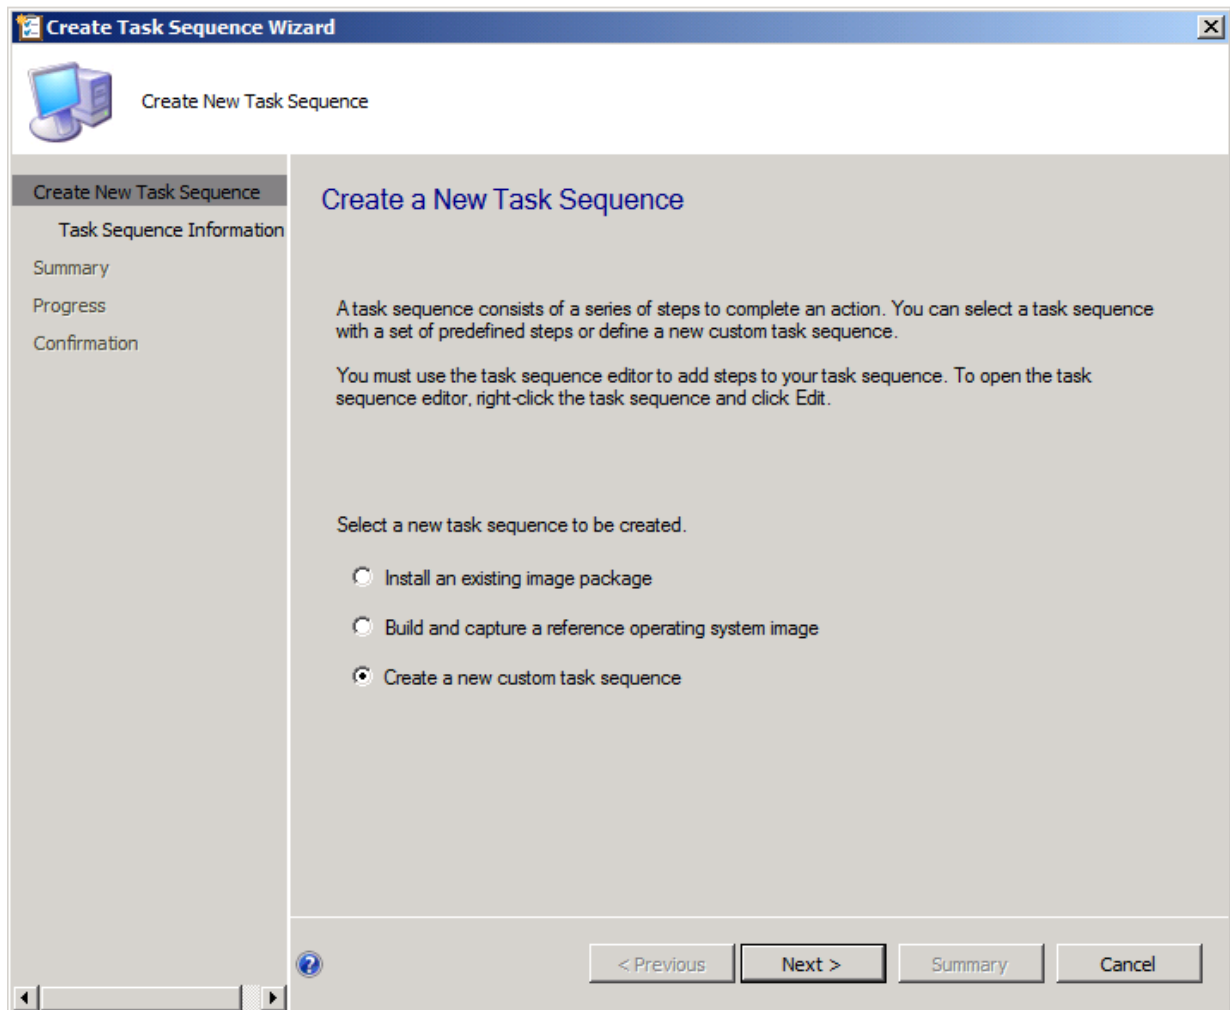 Create Task Sequence Wizard
Create New Task Sequence
Create New Task Sequence
Task Sequence Information
Summary
Progress
Confirmation
Create a New Task Sequence
A task sequence consists of a series of steps to complete an action. You can select a task sequence
with a set of predefined steps or define a new custom task sequence.
You must use the task sequence editor to add steps to your task sequence. To open the task
sequence editor, right-click the task sequence and click Edit.
Select a new task sequence to be created.
Install an existing image package
Build and capture a reference operating system image
Create a new custom task sequence
< Previous
Next >
Summary
Cancel